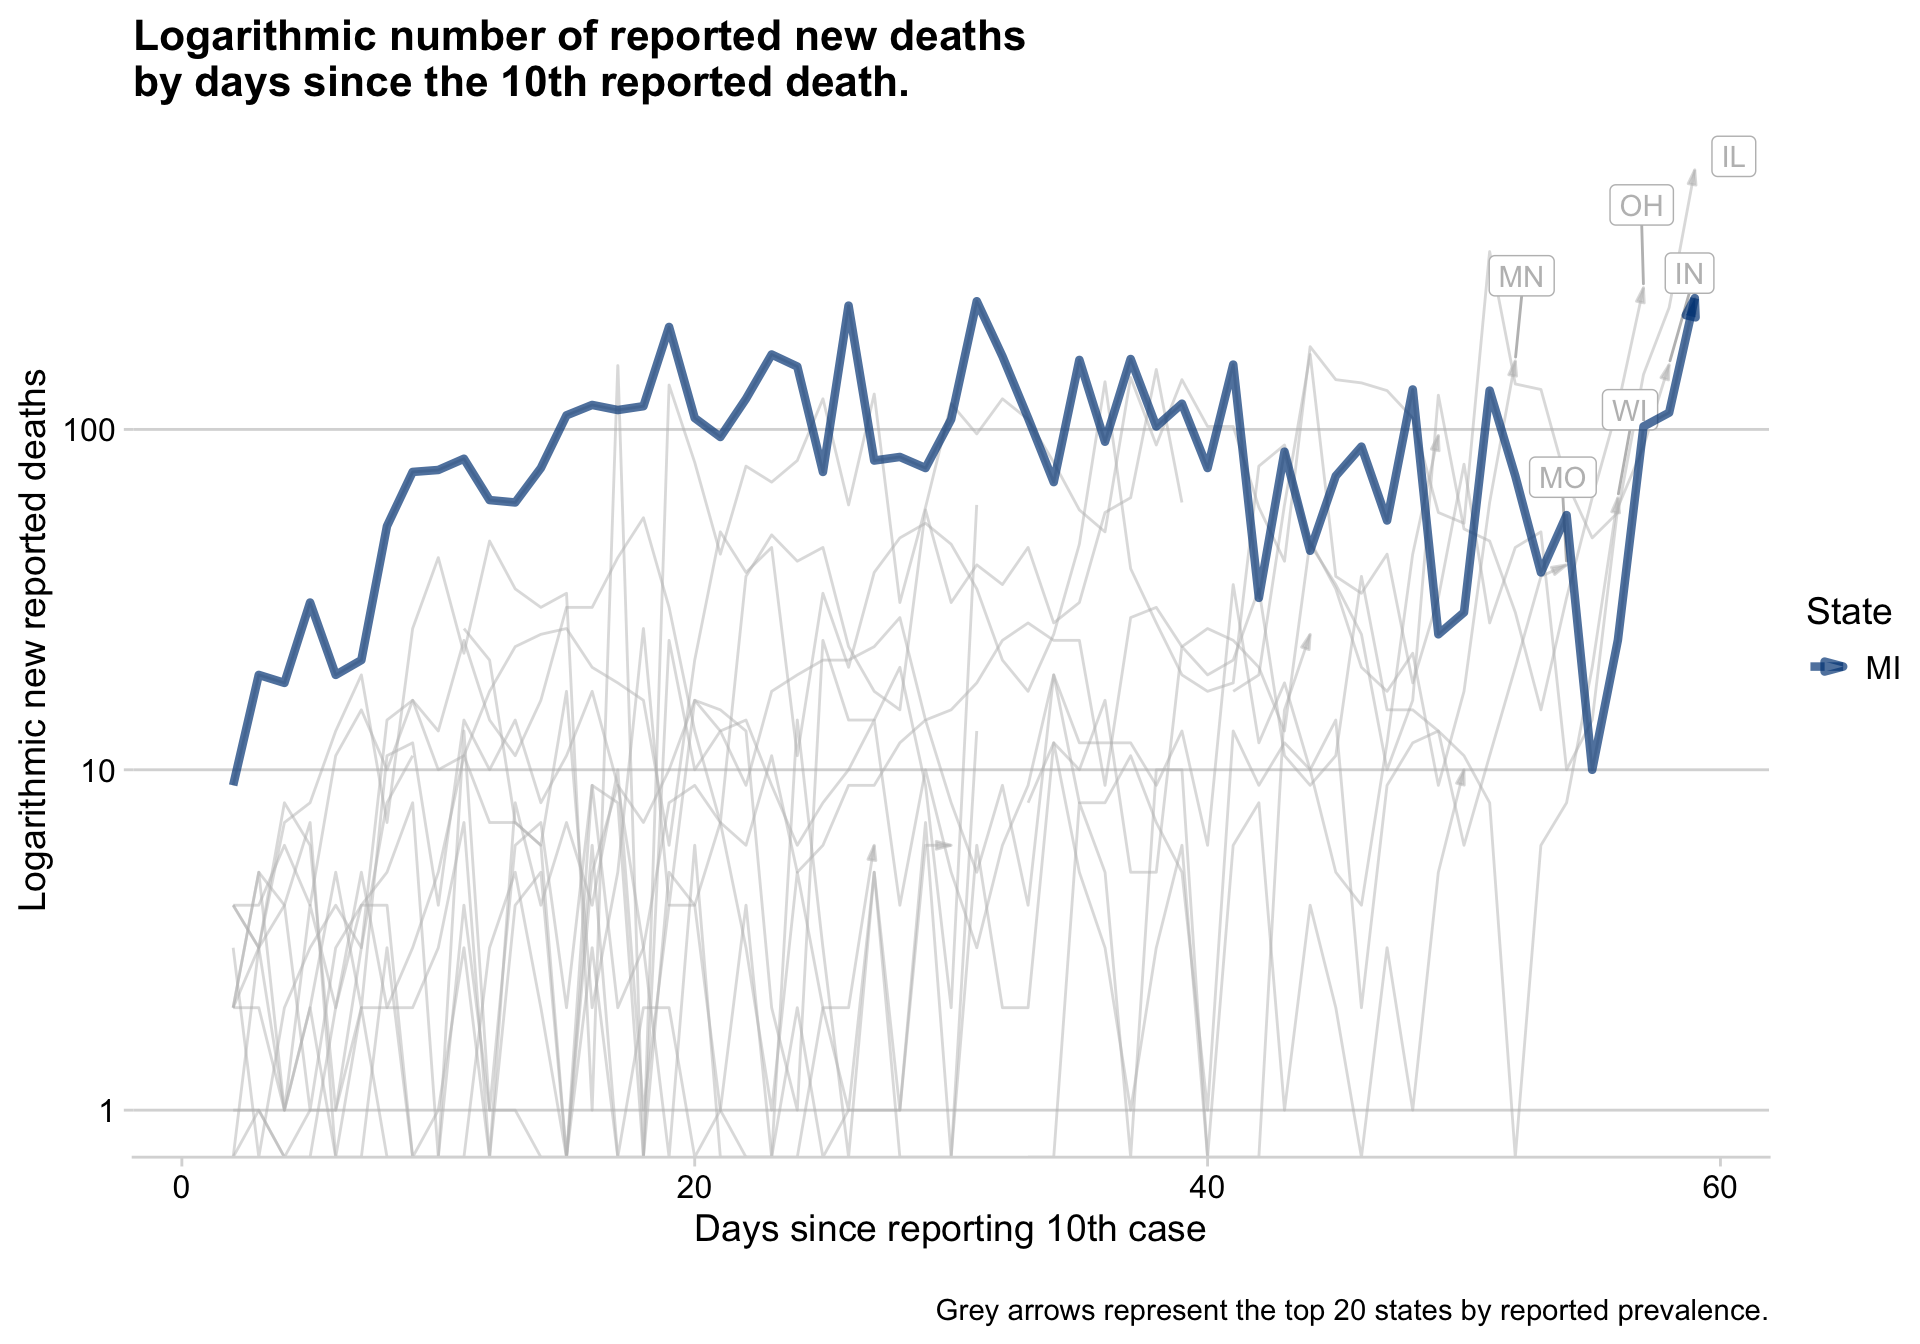 Logarithmic number of reported new deaths
by days since the 10th reported death.
IL
OH
IN
MN
WI
MO
100
10
1
Logarithmic new reported deaths
0 20 40 60
Days since reporting 10th case
State
MI
Grey arrows represent the top 20 states by reported prevalence.